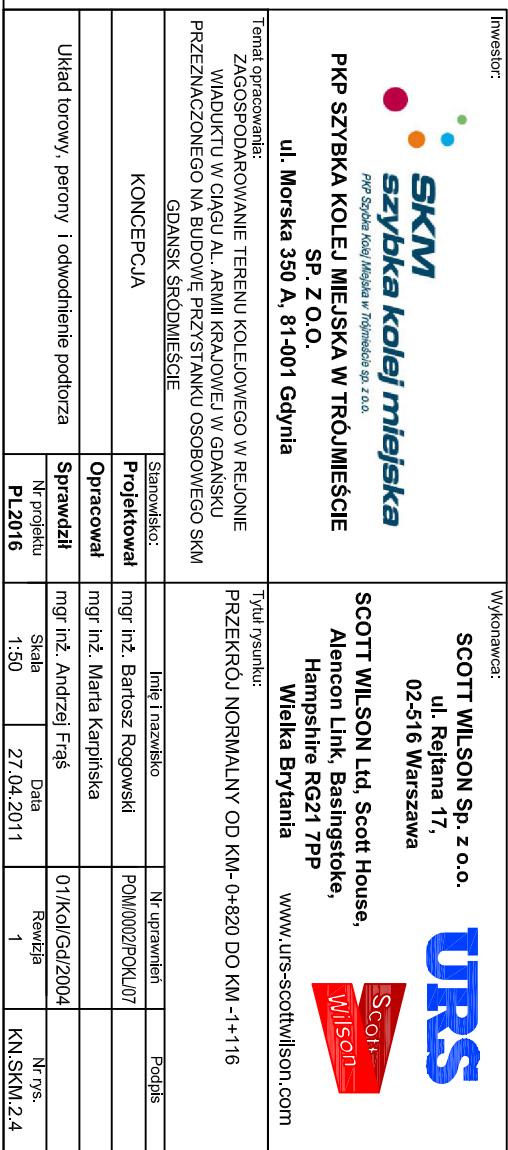 Inwestor:
SKM
szybka kolej miejska
PKP Szybka Kolej Miejska w Trójmieście sp. z o.o.
PKP SZYBKA KOLEJ MIEJSKA W TRÓJMIEŚCIE
SP. Z O.O.
ul. Morska 350 A, 81-001 Gdynia
Wykonawca:
SCOTT WILSON Sp. z o.o.
ul. Rejtana 17,
02-516 Warszawa
URS
SCOTT WILSON Ltd, Scott House,
Alencon Link, Basingstoke,
Hampshire RG21 7PP
Wielka Brytania
www.urs-scottwilson.com
Scott
Wilson
Temat opracowania:
ZAGOSPODAROWANIE TERENU KOLEJOWEGO W REJONIE
WIADUKTU W CIĄGU AL. ARMII KRAJOWEJ W GDAŃSKU
PRZEZNACZONEGO NA BUDOWĘ PRZYSTANKU OSOBOWEGO SKM
GDAŃSK ŚRÓDMIEŚCIE
Tytuł rysunku:
PRZEKRÓJ NORMALNY OD KM- 0+820 DO KM -1+116
KONCEPCJA
Układ torowy, perony i odwodnienie podtorza
Stanowisko: Imię i nazwisko Nr uprawnień Podpis
Projektował mgr inż. Bartosz Rogowski POM/0002/POKL/07
Opracował mgr inż. Marta Karpińska
Sprawdził mgr inż. Andrzej Frąś 01/Kol/Gd/2004
Nr projektu Skala Data Rewizja Nr rys.
PL2016 1:50 27.04.2011 1 KN.SKM.2.4